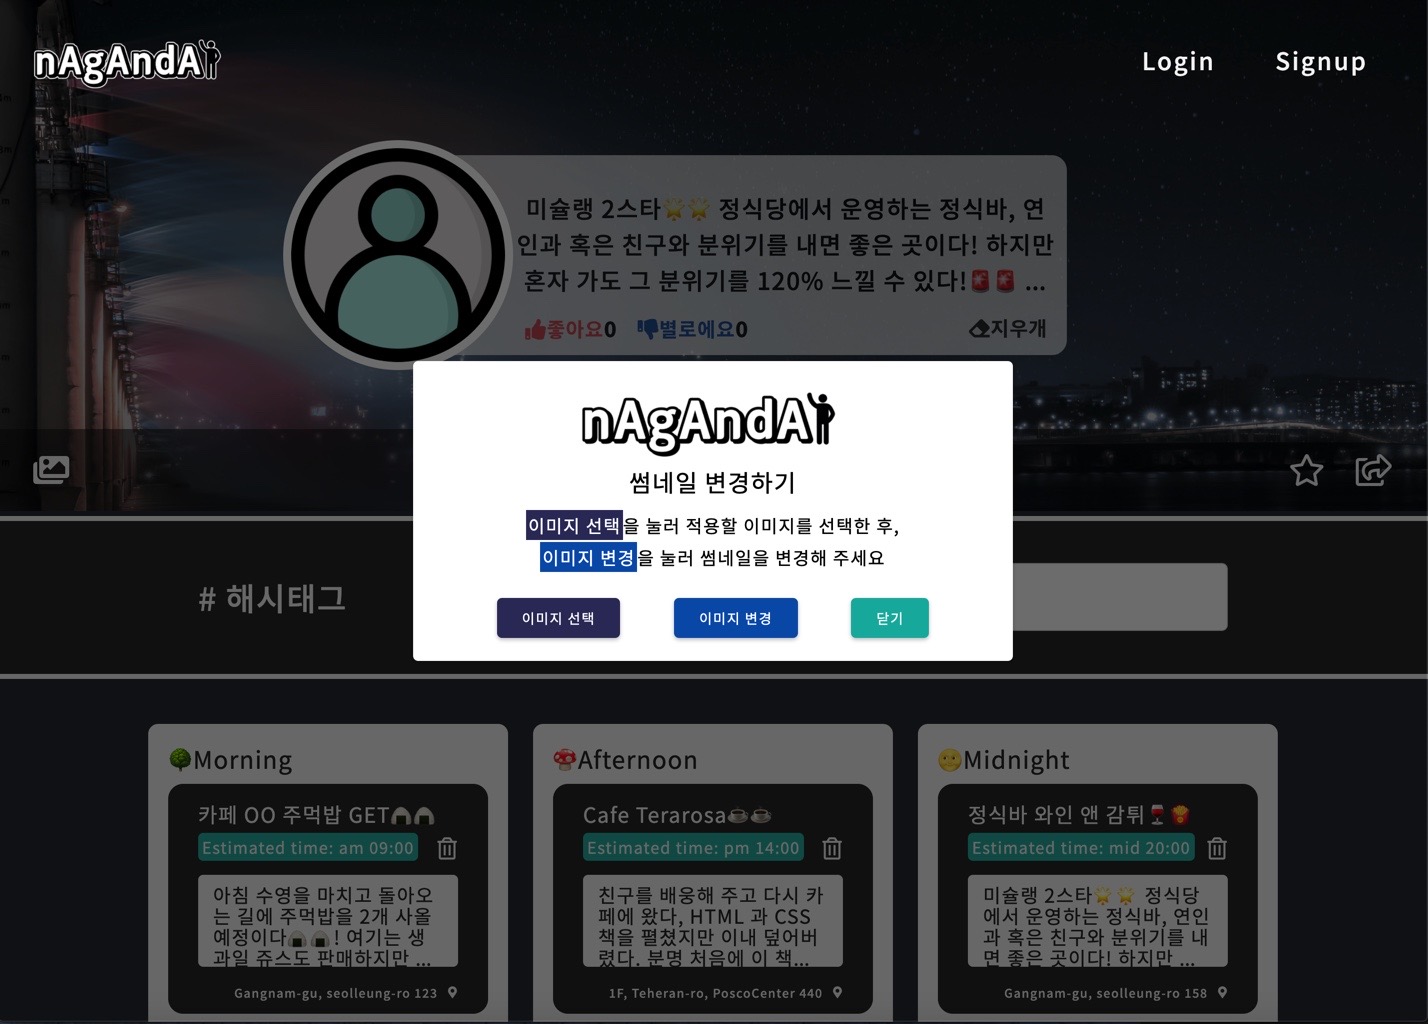 nAgAndA
Login
Signup
미슐랭 2스타🌟🌟 정식당에서 운영하는 정식바, 연
인과 혹은 친구와 분위기를 내면 좋은 곳이다! 하지만
혼자 가도 그 분위기를 120% 느낄 수 있다!🚨🚨 ...
좋아요0
별로에요0
지우개
nAgAndA
썸네일 변경하기
이미지 선택을 눌러 적용할 이미지를 선택한 후,
이미지 변경을 눌러 썸네일을 변경해 주세요
이미지 선택
이미지 변경
닫기
# 해시태그
🌳Morning
카페 OO 주먹밥 GET🍙🍙
Estimated time: am 09:00
아침 수영을 마치고 돌아오
는 길에 주먹밥을 2개 사올
예정이다🍙🍙! 여기는 생
과일 쥬스도 판매하지만 ...
Gangnam-gu, seolleung-ro 123
🍄Afternoon
Cafe Terarosa☕☕
Estimated time: pm 14:00
친구를 배웅해 주고 다시 카
페에 왔다, HTML 과 CSS
책을 펼쳤지만 이내 덮어버
렸다. 분명 처음에 이 책...
1F, Teheran-ro, PoscoCenter 440
🌝Midnight
정식바 와인 앤 감튀🍷🍟
Estimated time: mid 20:00
미슐랭 2스타🌟🌟 정식당
에서 운영하는 정식바, 연인
과 혹은 친구와 분위기를 내
면 좋은 곳이다! 하지만 ...
Gangnam-gu, seolleung-ro 158